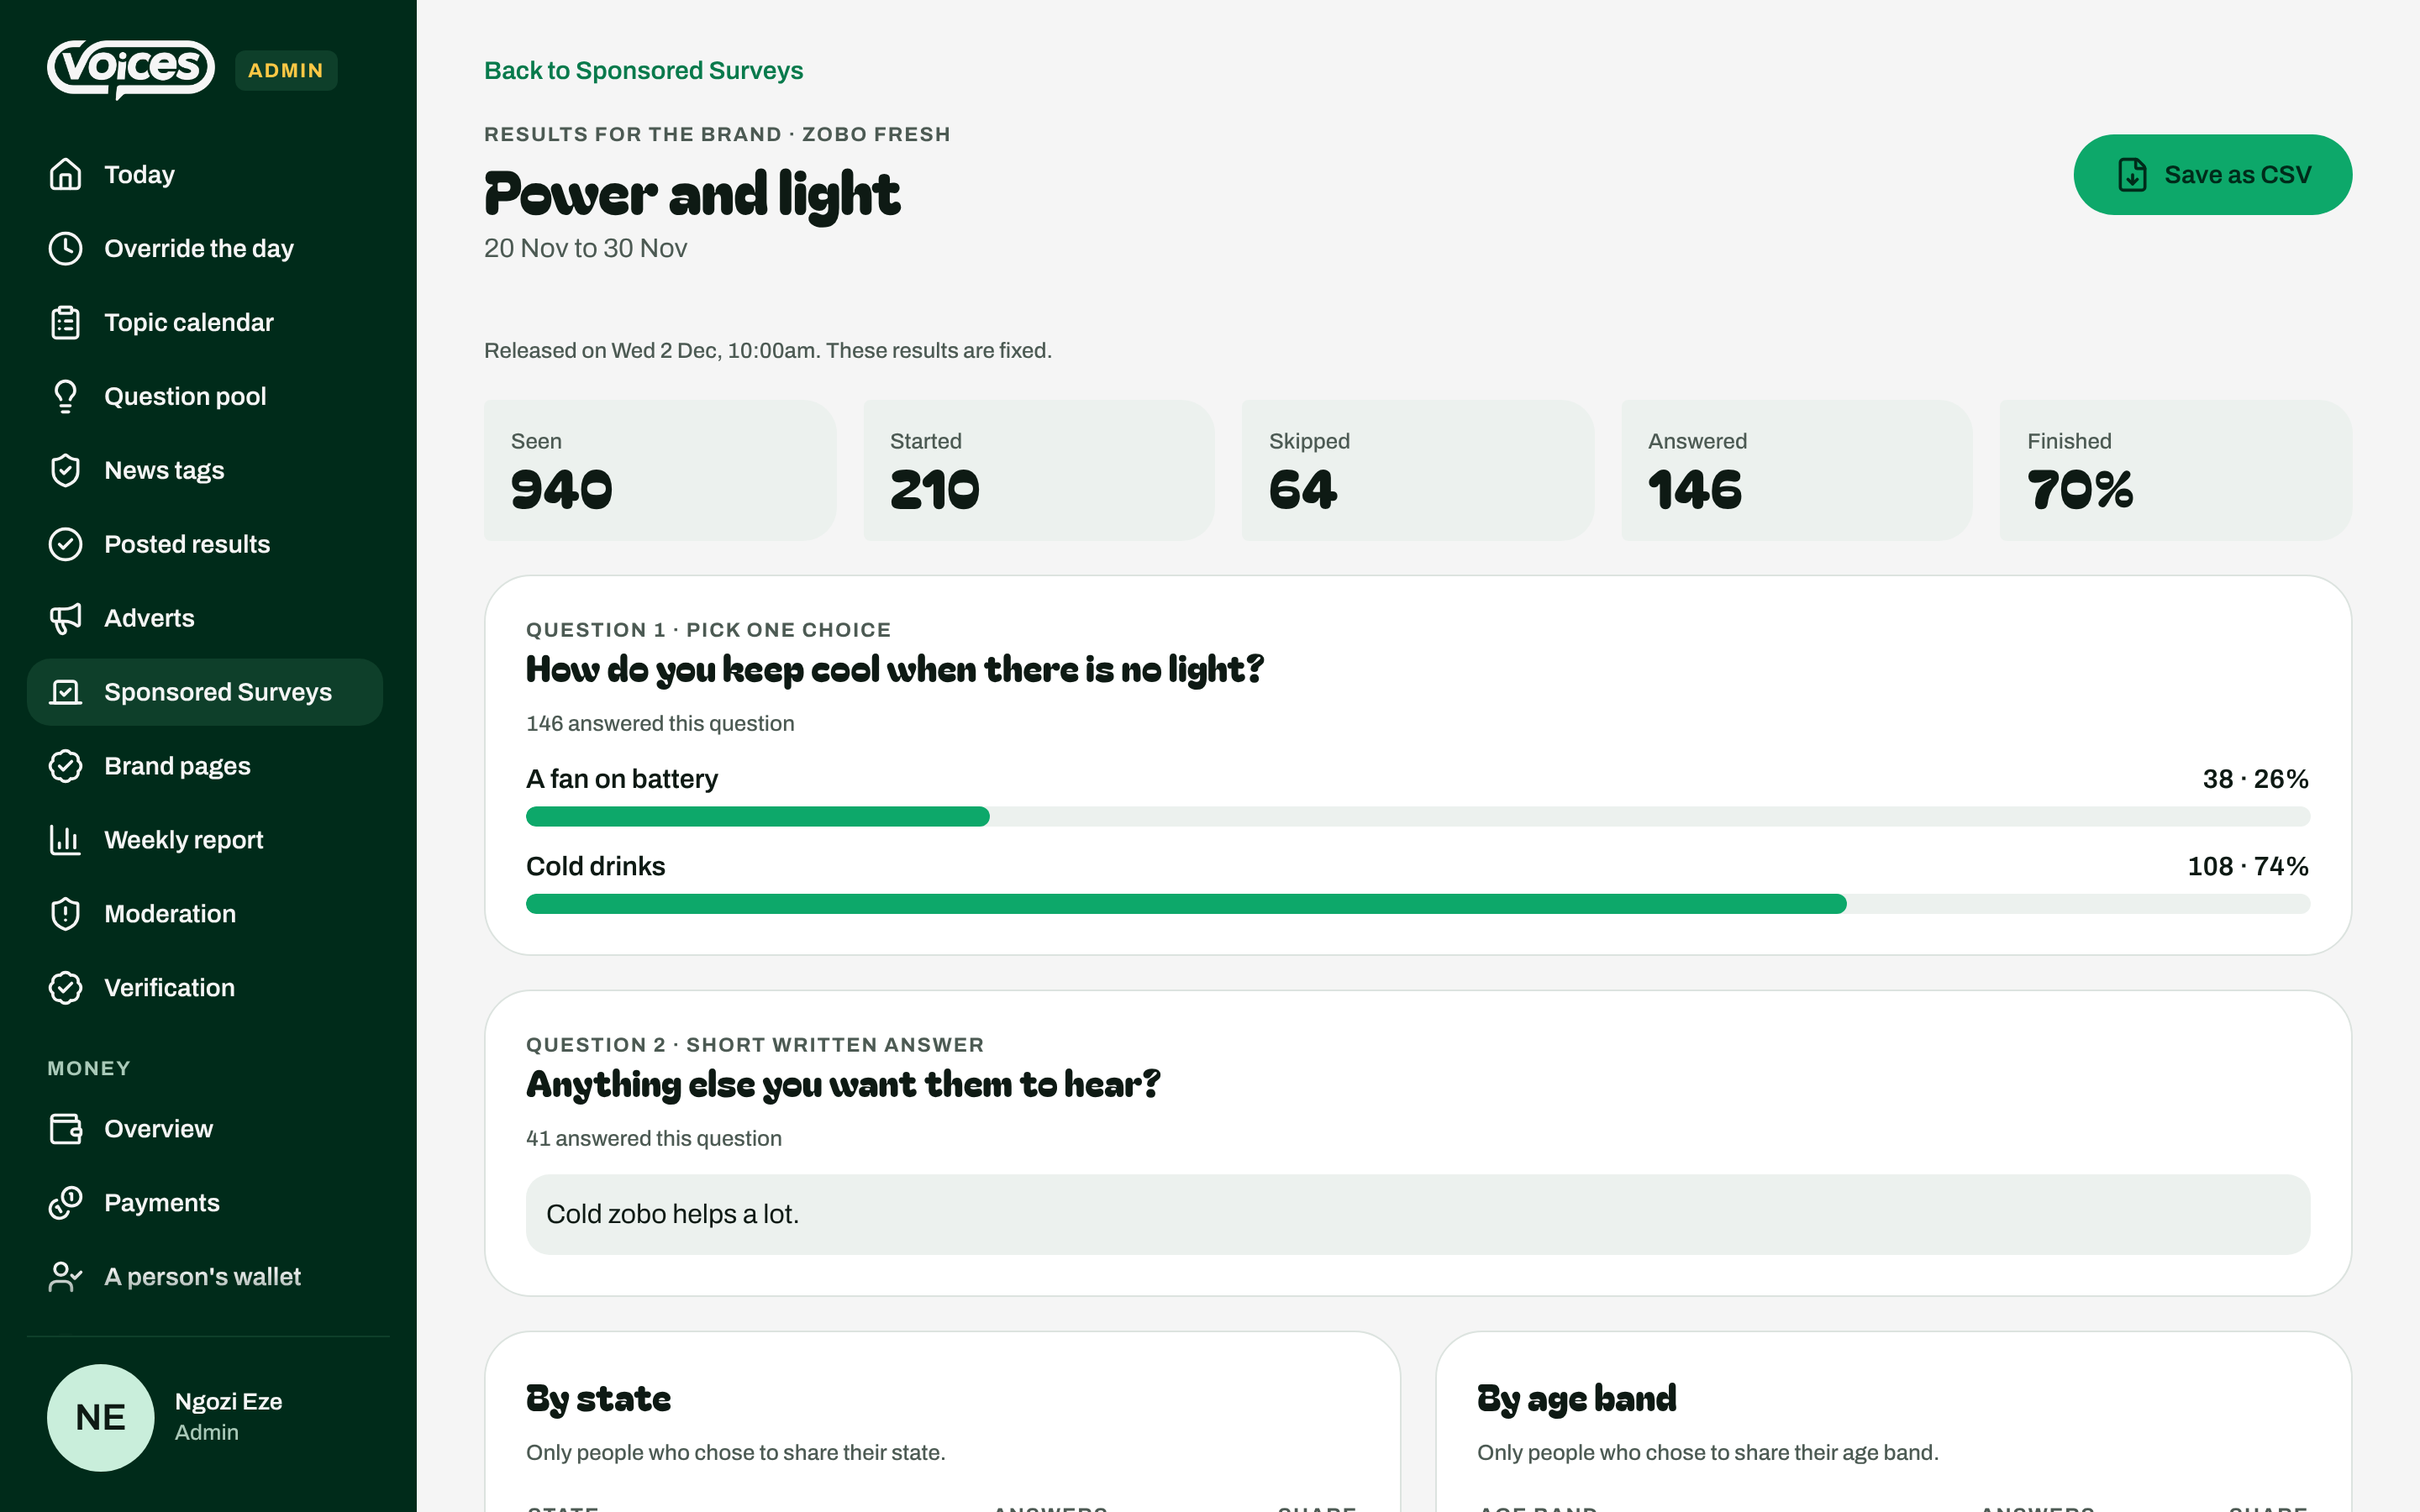 Voices
ADMIN
Today
Override the day
Topic calendar
Question pool
News tags
Posted results
Adverts
Sponsored Surveys
Brand pages
Weekly report
Moderation
Verification
MONEY
Overview
Payments
A person's wallet
NE
Ngozi Eze
Admin
Back to Sponsored Surveys
RESULTS FOR THE BRAND · ZOBO FRESH
Power and light
20 Nov to 30 Nov
Save as CSV
Released on Wed 2 Dec, 10:00am. These results are fixed.
Seen
940
Started
210
Skipped
64
Answered
146
Finished
70%
QUESTION 1 · PICK ONE CHOICE
How do you keep cool when there is no light?
146 answered this question
A fan on battery 38 · 26%
Cold drinks 108 · 74%
QUESTION 2 · SHORT WRITTEN ANSWER
Anything else you want them to hear?
41 answered this question
Cold zobo helps a lot.
By state
Only people who chose to share their state.
STATE ANSWERS SHARE
By age band
Only people who chose to share their age band.
AGE BAND ANSWERS SHARE